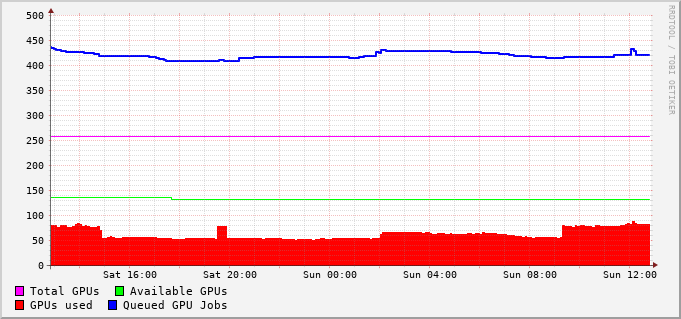 500
450
400
350
300
250
200
150
100
50
0
Sat 16:00 Sat 20:00 Sun 00:00 Sun 04:00 Sun 08:00 Sun 12:00
Total GPUs Available GPUs
GPUs used Queued GPU Jobs
RRDTOOL / TOBI OETIKER